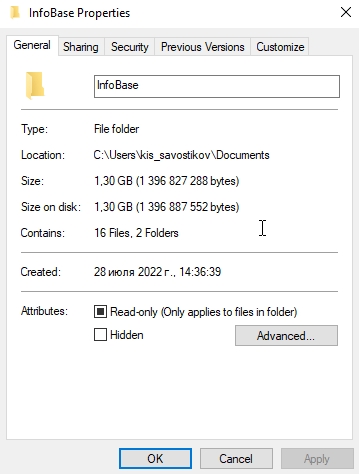 InfoBase Properties
General Sharing Security Previous Versions Customize
InfoBase
Type: File folder
Location: C:\Users\kis_savostikov\Documents
Size: 1,30 GB (1 396 827 288 bytes)
Size on disk: 1,30 GB (1 396 887 552 bytes)
Contains: 16 Files, 2 Folders
Created: 28 июля 2022 г., 14:36:39
Attributes: Read-only (Only applies to files in folder)
Hidden Advanced...
OK Cancel Apply